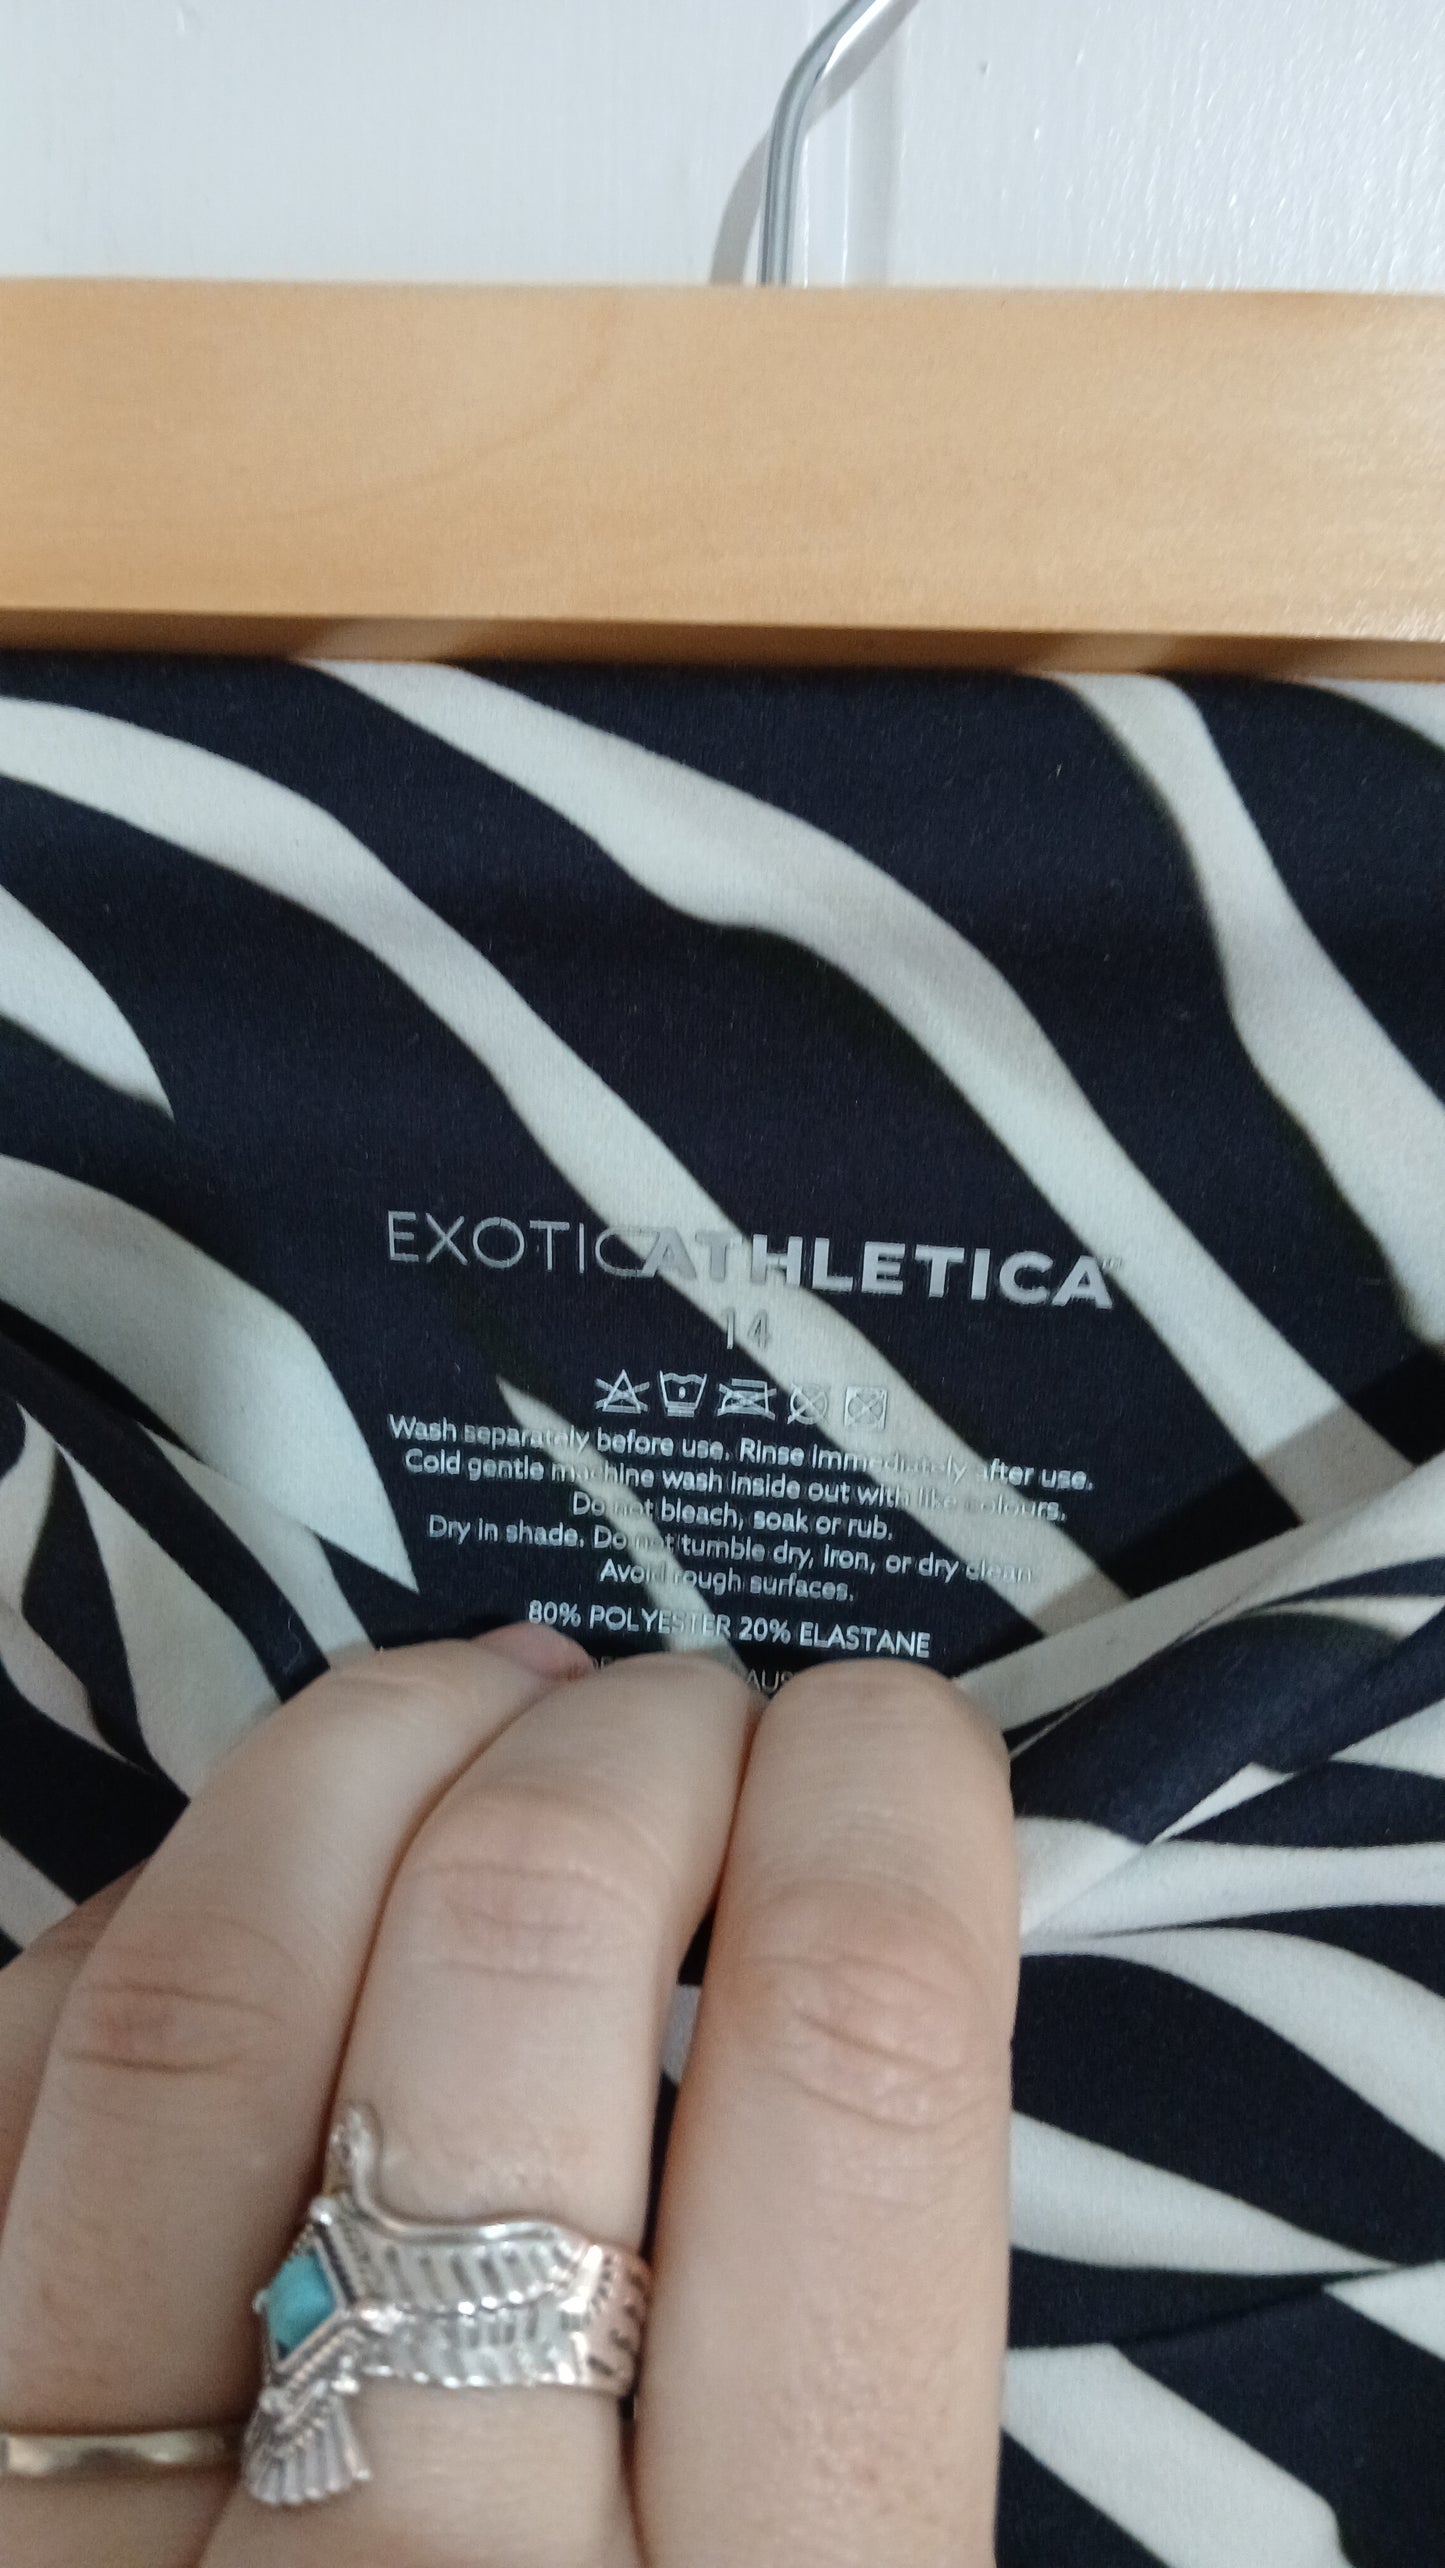 EXOTICATHLETICA™
14
Wash separately before use. Rinse immediately after use.
Cold gentle machine wash inside out with like colours.
Do not bleach, soak or rub.
Dry in shade. Do not tumble dry, iron, or dry clean.
Avoid rough surfaces.
80% POLYESTER 20% ELASTANE